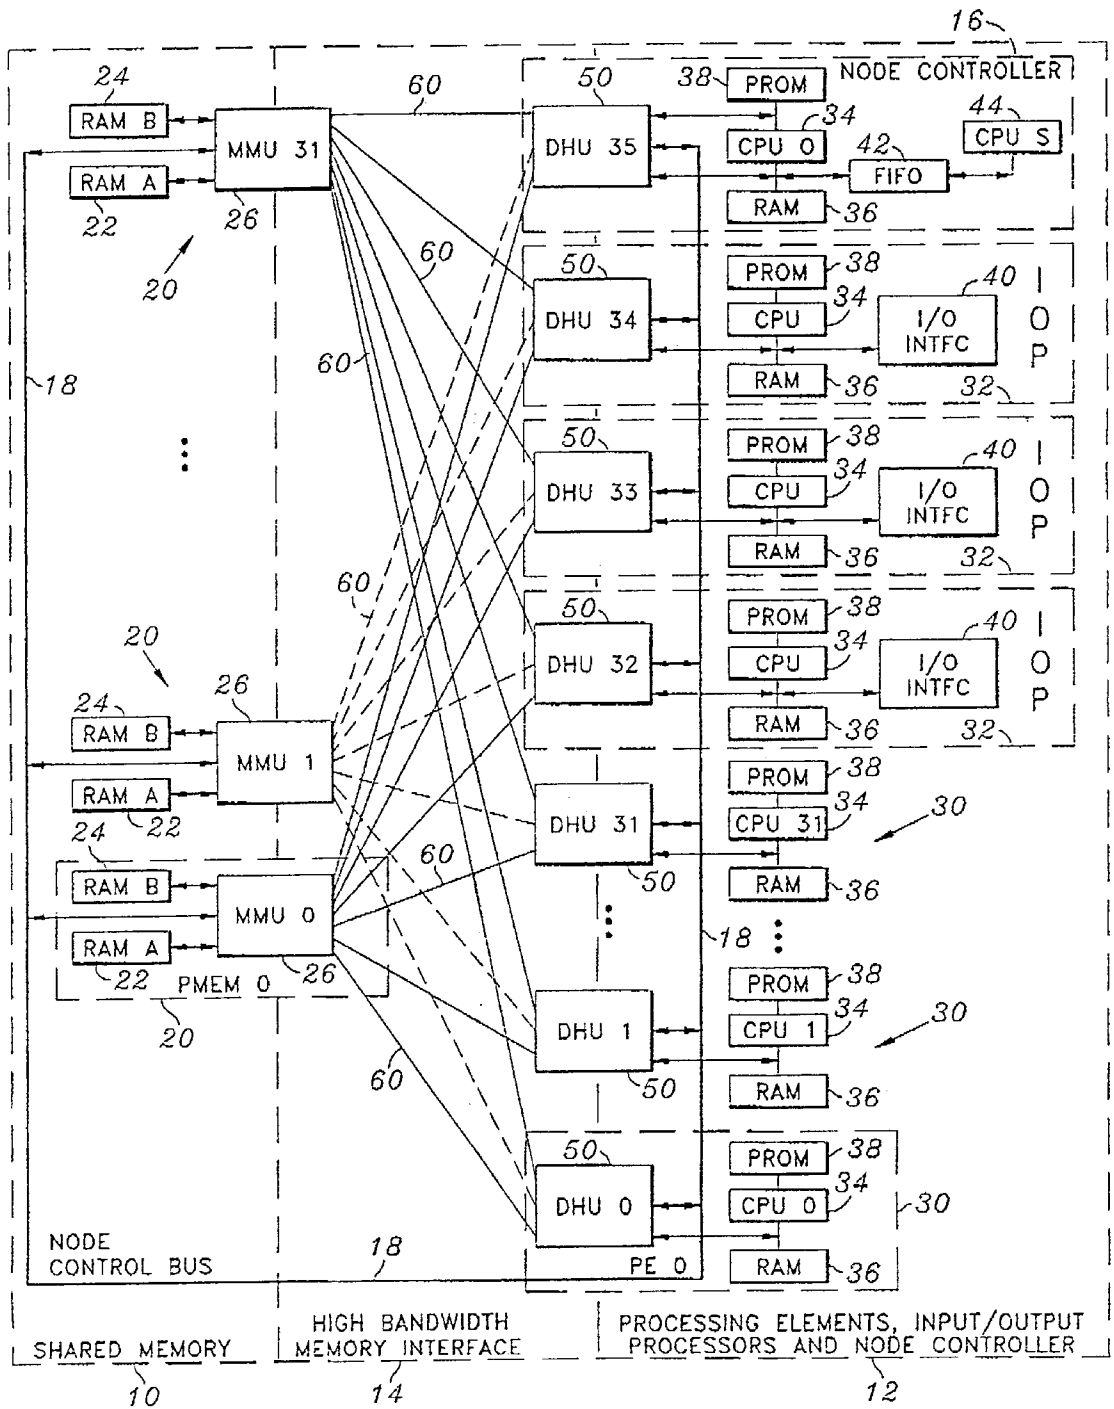 16
NODE CONTROLLER
24
RAM B
MMU 31
RAM A
22
26
20
60
50
DHU 35
38
PROM
34
CPU 0
RAM
36
42
FIFO
44
CPU S
60
60
50
DHU 34
PROM
38
CPU
34
RAM
36
40
I/O
INTFC
I
O
P
32
18
50
DHU 33
PROM
38
CPU
34
RAM
36
40
I/O
INTFC
I
O
P
32
60
50
DHU 32
PROM
38
CPU
34
RAM
36
40
I/O
INTFC
I
O
P
32
20
24
RAM B
26
MMU 1
RAM A
22
DHU 31
50
PROM
38
CPU 31
34
RAM
36
30
24
RAM B
MMU 0
RAM A
22
26
PMEM 0
20
60
18
DHU 1
50
PROM
38
CPU 1
34
RAM
36
30
60
50
DHU 0
PE 0
PROM
38
CPU 0
34
RAM
36
30
NODE
CONTROL BUS
18
SHARED MEMORY
10
HIGH BANDWIDTH
MEMORY INTERFACE
14
PROCESSING ELEMENTS, INPUT/OUTPUT
PROCESSORS AND NODE CONTROLLER
12